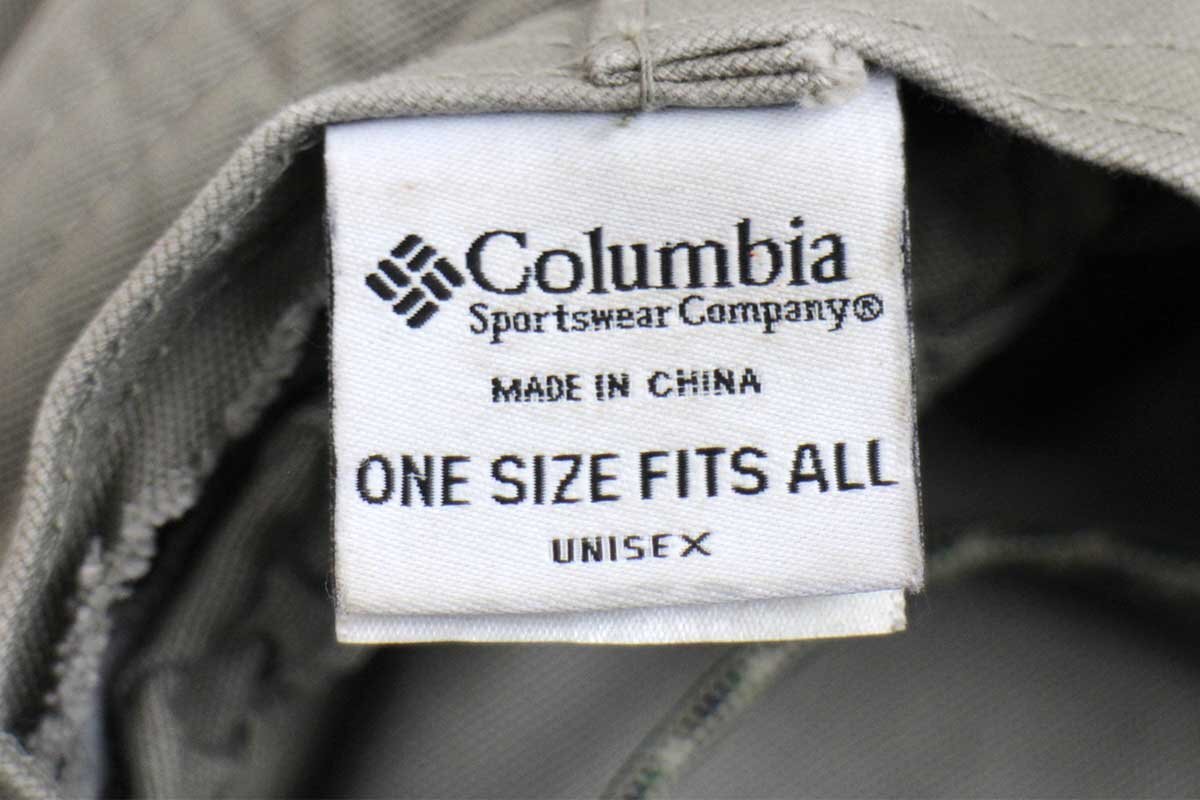 Columbia
Sportswear Company®
MADE IN CHINA
ONE SIZE FITS ALL
UNISEX